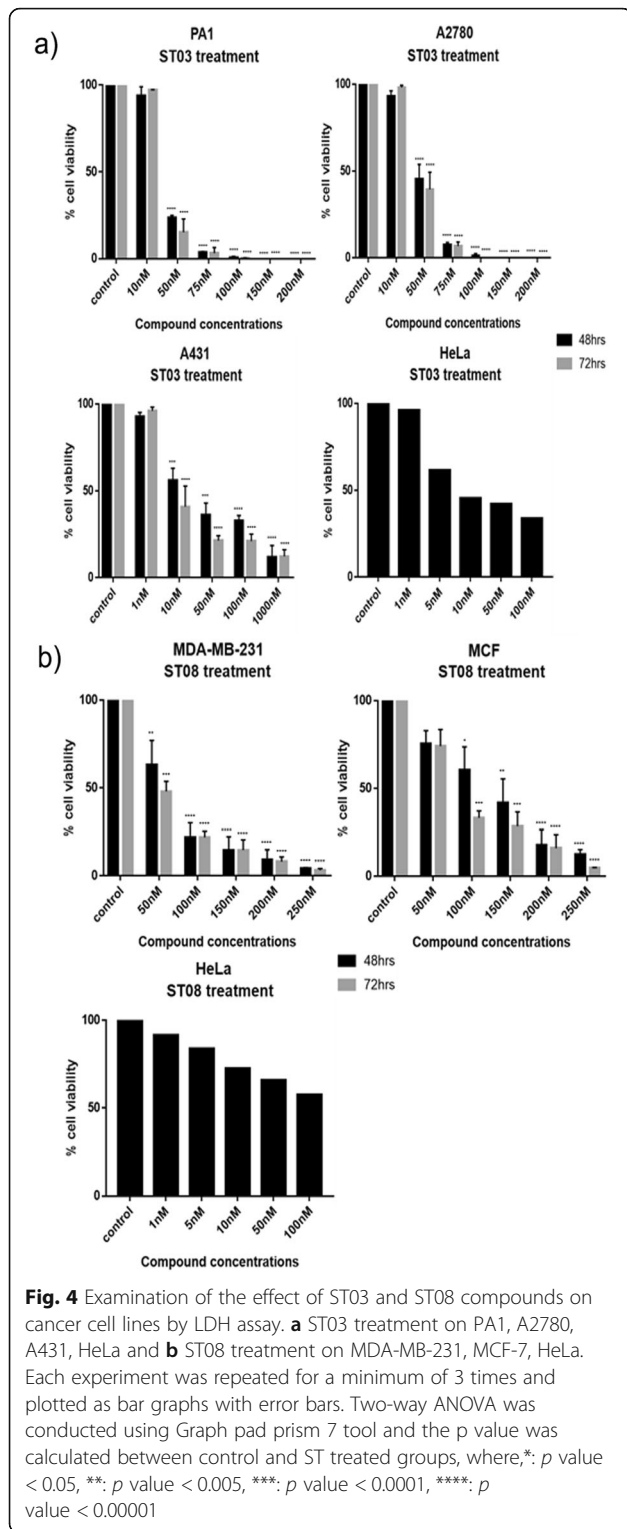 a)
PA1
ST03 treatment
% cell viability
100
50
0
**** **** **** **** **** **** **** **** **** ****
control 10nM 50nM 75nM 100nM 150nM 200nM
Compound concentrations
A2780
ST03 treatment
% cell viability
100
50
0
**** **** **** **** **** **** **** **** **** ****
control 10nM 50nM 75nM 100nM 150nM 200nM
Compound concentrations
48hrs
72hrs
A431
ST03 treatment
% cell viability
100
50
0
*** **** *** **** **** **** **** ****
control 1nM 10nM 50nM 100nM 1000nM
HeLa
ST03 treatment
% cell viability
100
50
0
control 1nM 5nM 10nM 50nM 100nM
b)
MDA-MB-231
ST08 treatment
% cell viability
100
50
0
** *** **** **** **** **** **** **** **** ****
control 50nM 100nM 150nM 200nM 250nM
Compound concentrations
MCF
ST08 treatment
% cell viability
100
50
0
* *** ** *** **** **** **** ****
control 50nM 100nM 150nM 200nM 250nM
Compound concentrations
48hrs
72hrs
HeLa
ST08 treatment
% cell viability
100
50
0
control 1nM 5nM 10nM 50nM 100nM
Compound concentrations
Fig. 4 Examination of the effect of ST03 and ST08 compounds on
cancer cell lines by LDH assay. a ST03 treatment on PA1, A2780,
A431, HeLa and b ST08 treatment on MDA-MB-231, MCF-7, HeLa.
Each experiment was repeated for a minimum of 3 times and
plotted as bar graphs with error bars. Two-way ANOVA was
conducted using Graph pad prism 7 tool and the p value was
calculated between control and ST treated groups, where,*: p value
< 0.05, **: p value < 0.005, ***: p value < 0.0001, ****: p
value < 0.00001